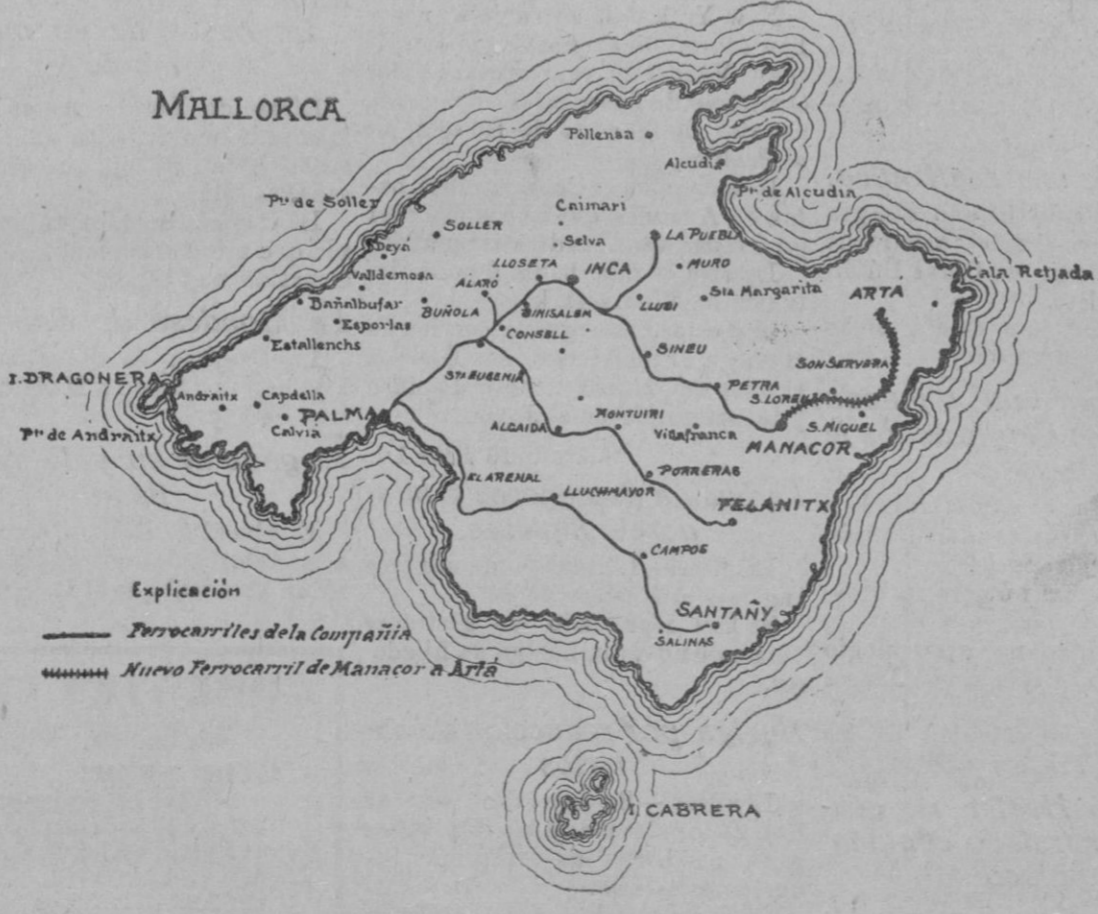 MALLORCA
Pollensa
Alcudia
Pto de Alcudia
Pto de Soller
Caimari
SOLLER
Selva
LA PUEBLA
Deyá
LLOSETA
INCA
MURO
Cala Retjada
Valldemosa
ALARÓ
Sta Margarita
ARTA
Bañalbufar
BUÑOLA
BINISALEM
LLUBI
Esporlas
CONSELL
Estallenchs
SINEU
SON SERVERA
I. DRAGONERA
STA EUGENIA
PETRA
S. LORENZO
Andraitx
Capdella
PALMA
MONTUIRI
Calviá
ALGAIDA
Villafranca
S. MIGUEL
Pto de Andraitx
MANACOR
EL ARENAL
PORRERAS
LLUCHMAYOR
FELANITX
CAMPOS
Explicación
SANTAÑY
Ferrocarriles de la Compañia
SALINAS
Nuevo Ferrocarril de Manacor a Artá
I. CABRERA